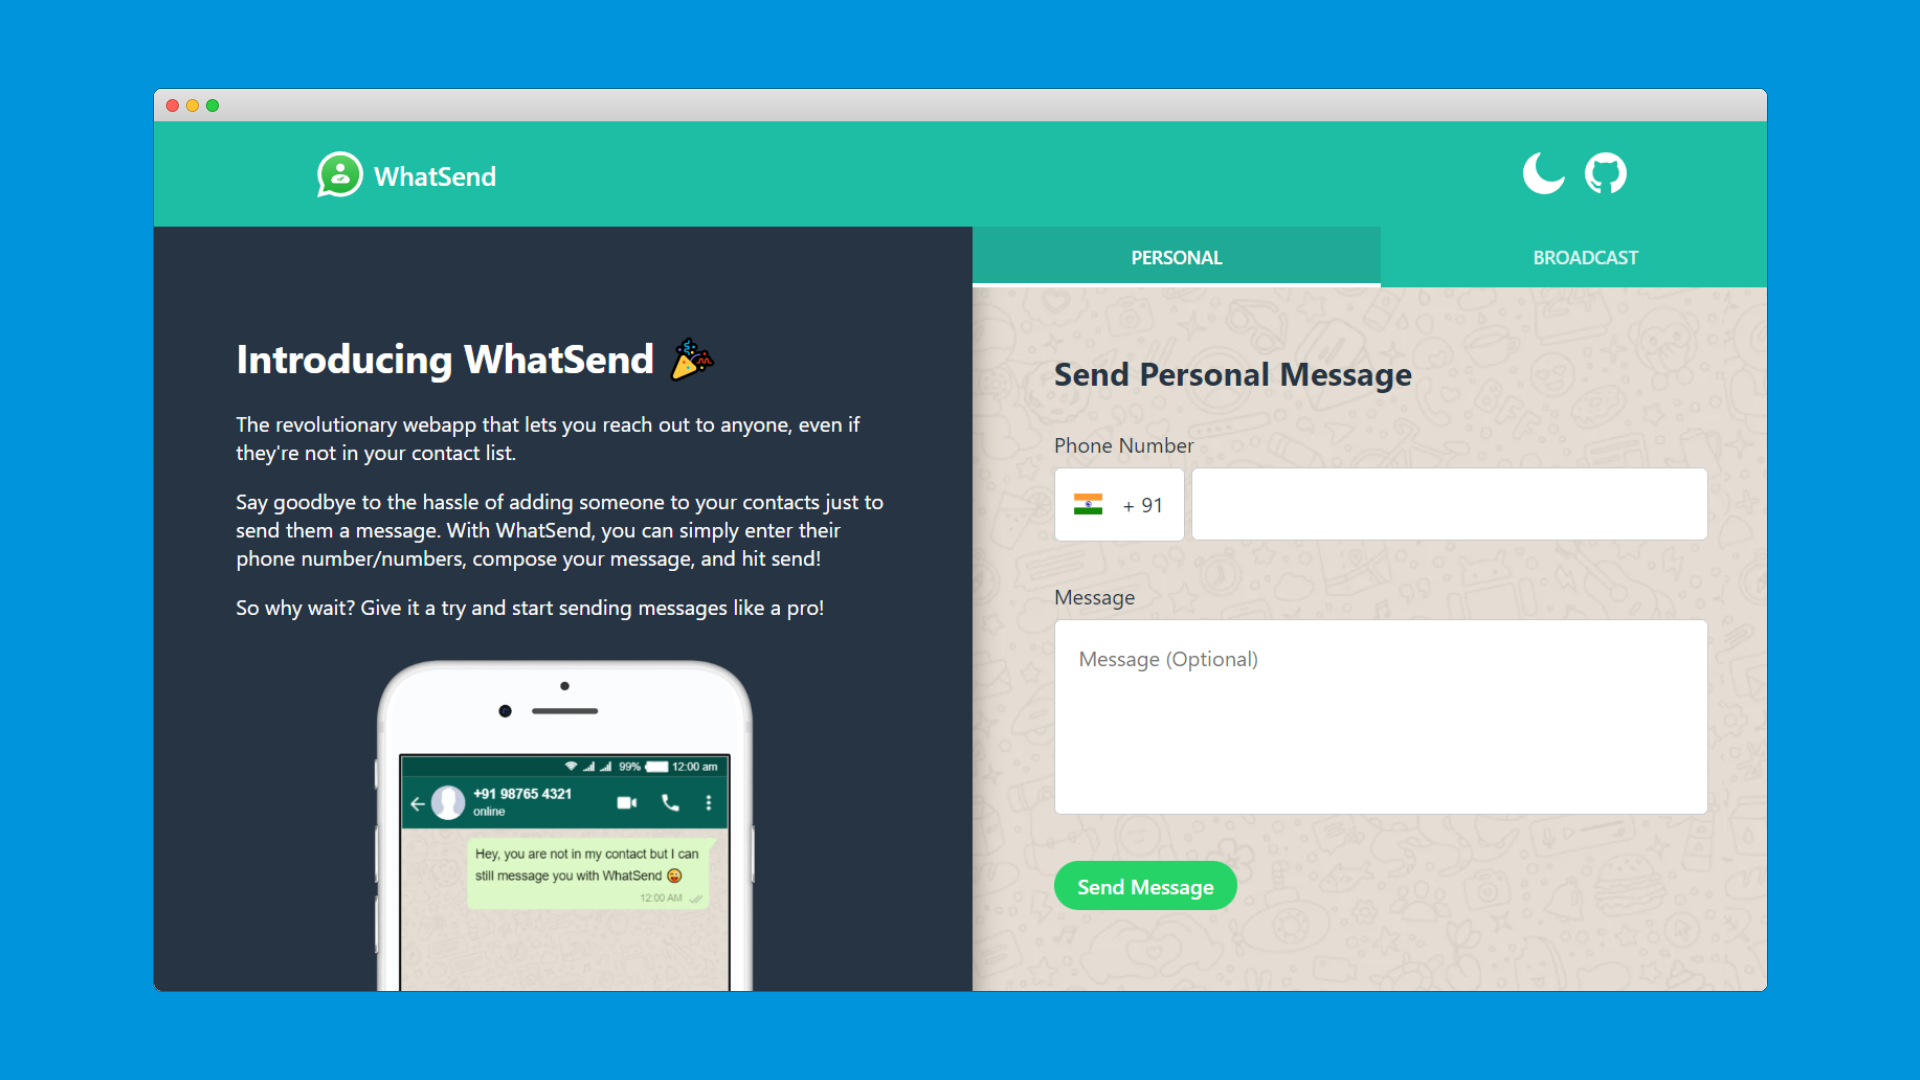 WhatSend
PERSONAL
BROADCAST
Introducing WhatSend
The revolutionary webapp that lets you reach out to anyone, even if
they're not in your contact list.
Say goodbye to the hassle of adding someone to your contacts just to
send them a message. With WhatSend, you can simply enter their
phone number/numbers, compose your message, and hit send!
So why wait? Give it a try and start sending messages like a pro!
99% 12:00 am
+91 98765 4321
online
Hey, you are not in my contact but I can
still message you with WhatSend
12:00 AM
Send Personal Message
Phone Number
+ 91
Message
Message (Optional)
Send Message